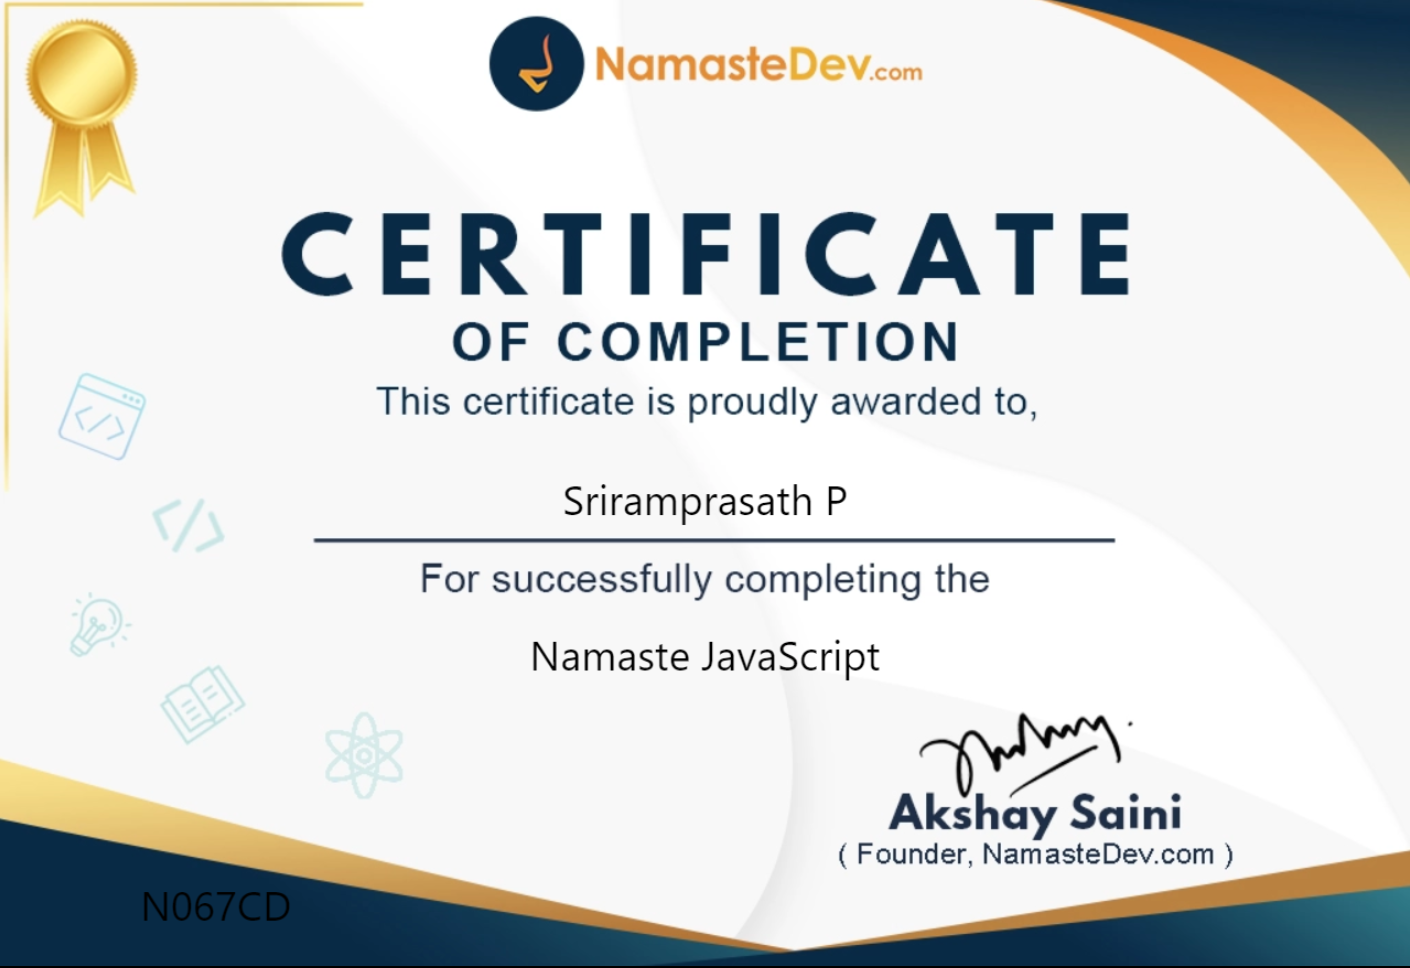 NamasteDev.com
CERTIFICATE
OF COMPLETION
This certificate is proudly awarded to,
Sriramprasath P
For successfully completing the
Namaste JavaScript
Akshay Saini
( Founder, NamasteDev.com )
N067CD